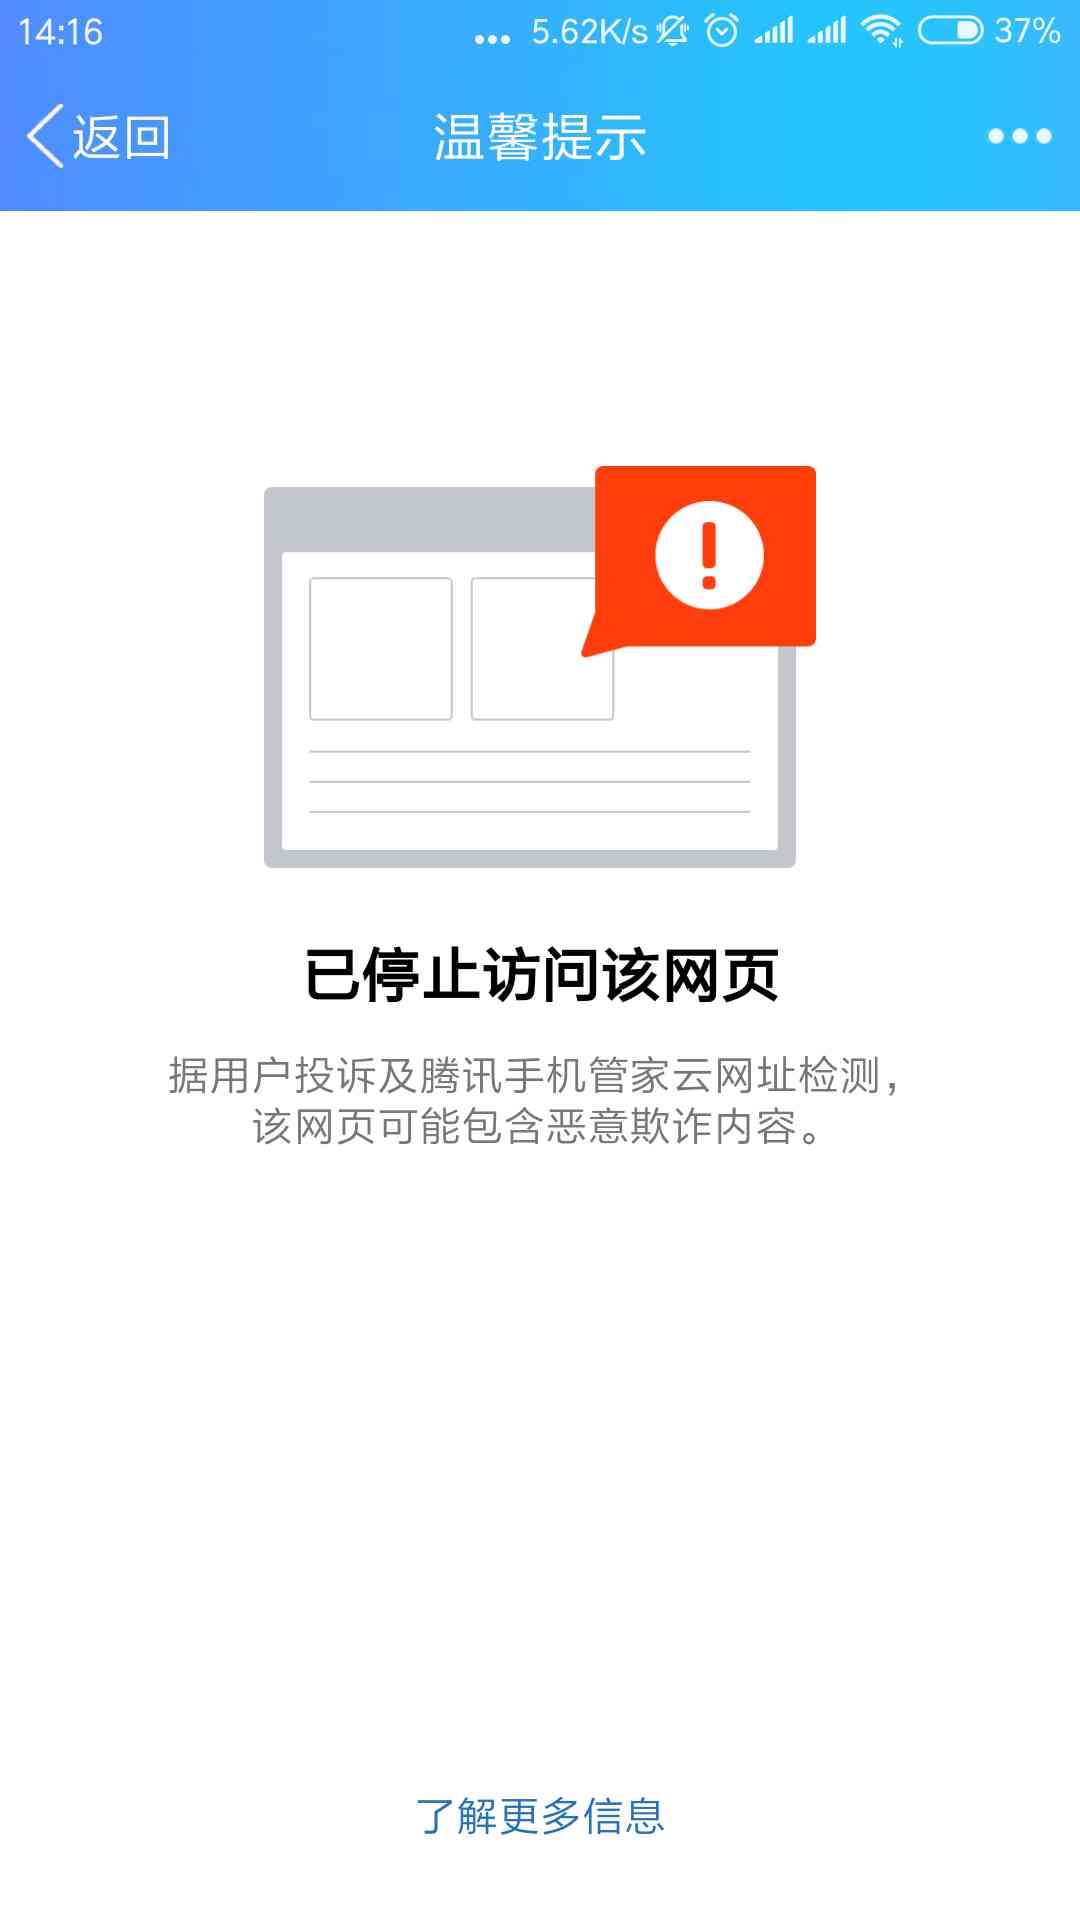 14:16
5.62K/s
37%
返回
温馨提示
已停止访问该网页
据用户投诉及腾讯手机管家云网址检测，
该网页可能包含恶意欺诈内容。
了解更多信息